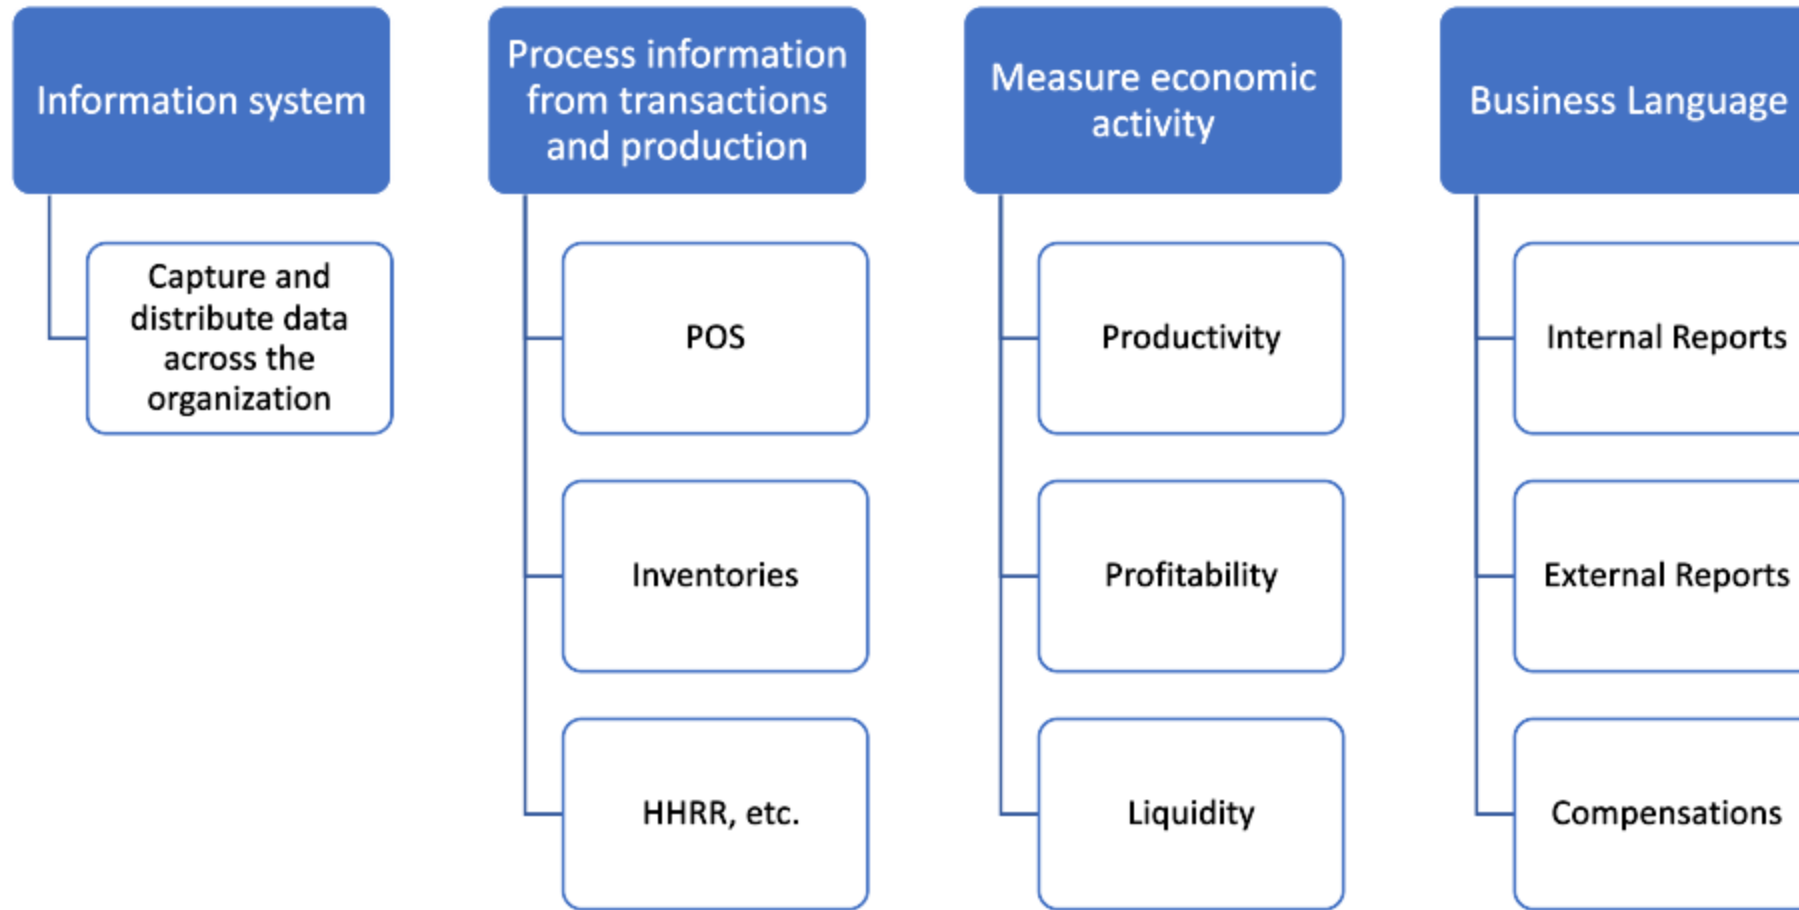 Information system
Capture and
distribute data
across the
organization
Process information
from transactions
and production
POS
Inventories
HHRR, etc.
Measure economic
activity
Productivity
Profitability
Liquidity
Business Language
Internal Reports
External Reports
Compensations